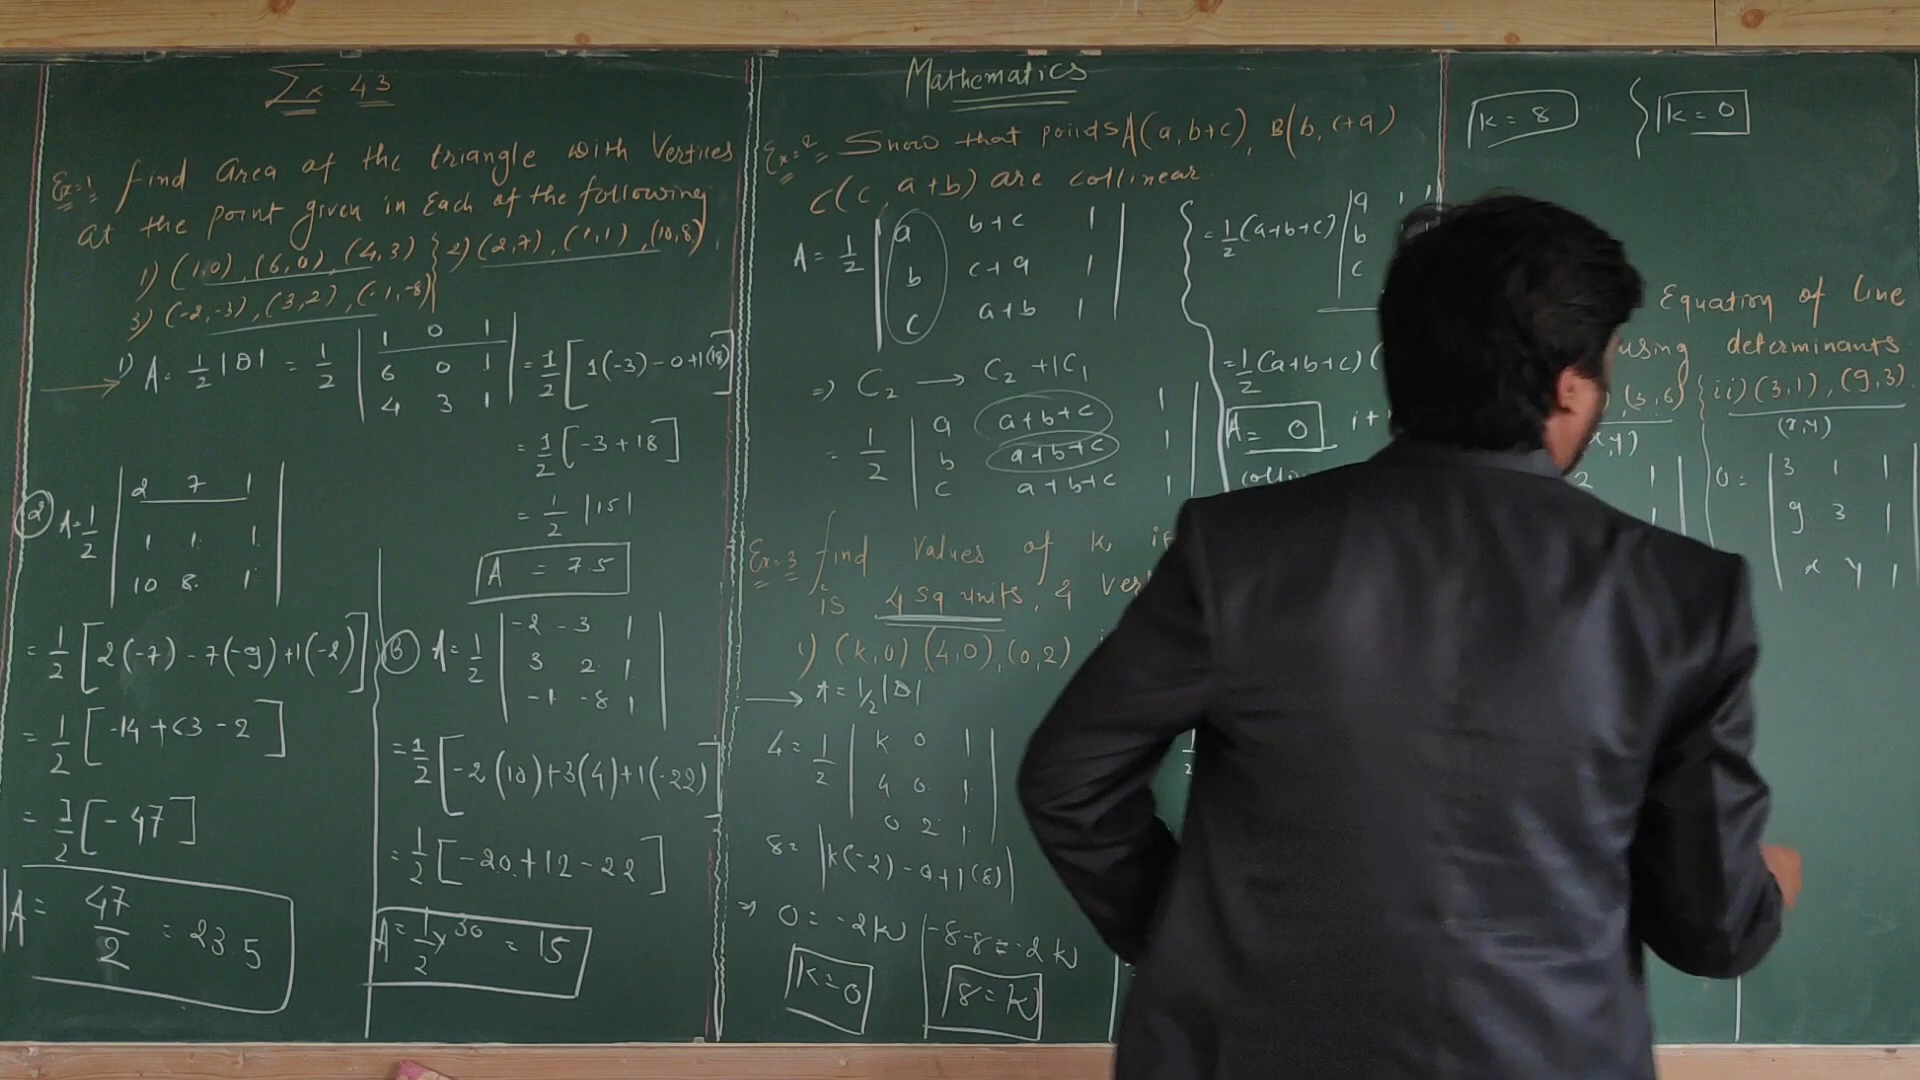 Ex. 43
Ex=1 find area of the triangle with Vertices
at the point given in Each of the following
1) (1,0), (6,0), (4,3) } 2) (2,7), (1,1), (10,8)
3) (-2,-3), (3,2), (-1,-8)
1) A = 1/2 |D| = 1/2 | 1 0 1
6 0 1
4 3 1 | = 1/2 [1(-3) - 0 + 1(18)]
= 1/2 [-3 + 18]
= 1/2 |15|
A = 7.5
2 A = 1/2 | 2 7 1
1 1 1
10 8 1 |
= 1/2 [2(-7) - 7(-9) + 1(-2)]
= 1/2 [-14 + 63 - 2]
= 1/2 [-47]
A = 47/2 = 23.5
3 A = 1/2 | -2 -3 1
3 2 1
-1 -8 1 |
= 1/2 [-2(10) + 3(4) + 1(-22)]
= 1/2 [-20 + 12 - 22]
A = 1/2 x 30 = 15
Mathematics
Ex=2 = Show that points A(a, b+c), B(b, c+a)
C(c a+b) are collinear.
A = 1/2 | a b+c 1
b c+a 1
c a+b 1 |
=> C2 → C2 + 1C1
= 1/2 | a a+b+c 1
b a+b+c 1
c a+b+c 1 |
= 1/2 (a+b+c) | a 1 1
b
c
= 1/2 (a+b+c) (
A = 0
Ex=3 find values of k if
is 4 sq units, & Ver
1) (k,0) (4,0), (0,2)
→ A = 1/2 |D|
4 = 1/2 | k 0 1
4 0 1
0 2 1 |
8 = |k(-2) - 0 + 1(8)|
=> 0 = -2k
k = 0
-8-8 = -2k
8 = k
k = 8 } k = 0
Equation of line
using determinants
(3,6) { ii) (3,1), (9,3)
(x,y)
2 1
0 = | 3 1 1
9 3 1
x y 1 |